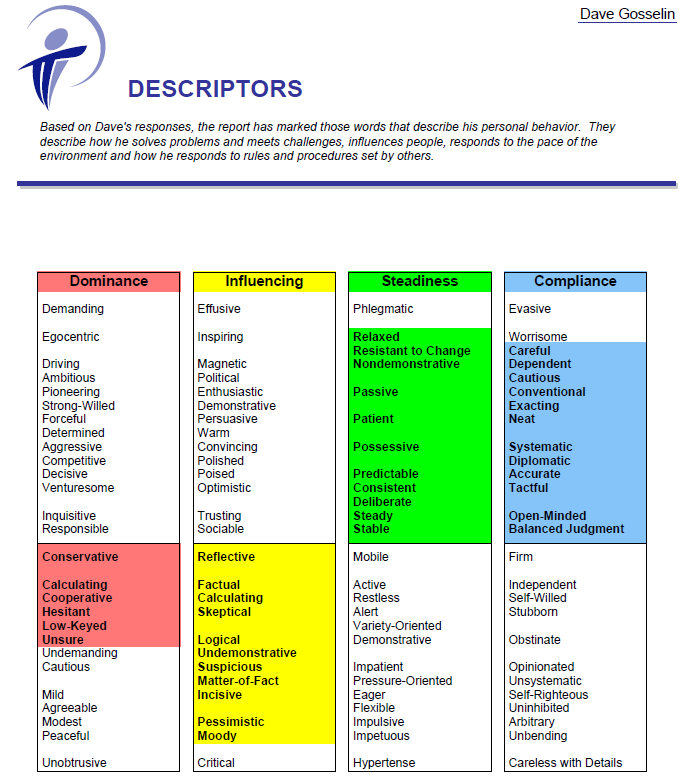 Dave Gosselin
DESCRIPTORS
Based on Dave's responses, the report has marked those words that describe his personal behavior. They
describe how he solves problems and meets challenges, influences people, responds to the pace of the
environment and how he responds to rules and procedures set by others.
Dominance
Demanding
Egocentric
Driving
Ambitious
Pioneering
Strong-Willed
Forceful
Determined
Aggressive
Competitive
Decisive
Venturesome
Inquisitive
Responsible
Conservative
Calculating
Cooperative
Hesitant
Low-Keyed
Unsure
Undemanding
Cautious
Mild
Agreeable
Modest
Peaceful
Unobtrusive
Influencing
Effusive
Inspiring
Magnetic
Political
Enthusiastic
Demonstrative
Persuasive
Warm
Convincing
Polished
Poised
Optimistic
Trusting
Sociable
Reflective
Factual
Calculating
Skeptical
Logical
Undemonstrative
Suspicious
Matter-of-Fact
Incisive
Pessimistic
Moody
Critical
Steadiness
Phlegmatic
Relaxed
Resistant to Change
Nondemonstrative
Passive
Patient
Possessive
Predictable
Consistent
Deliberate
Steady
Stable
Mobile
Active
Restless
Alert
Variety-Oriented
Demonstrative
Impatient
Pressure-Oriented
Eager
Flexible
Impulsive
Impetuous
Hypertense
Compliance
Evasive
Worrisome
Careful
Dependent
Cautious
Conventional
Exacting
Neat
Systematic
Diplomatic
Accurate
Tactful
Open-Minded
Balanced Judgment
Firm
Independent
Self-Willed
Stubborn
Obstinate
Opinionated
Unsystematic
Self-Righteous
Uninhibited
Arbitrary
Unbending
Careless with Details